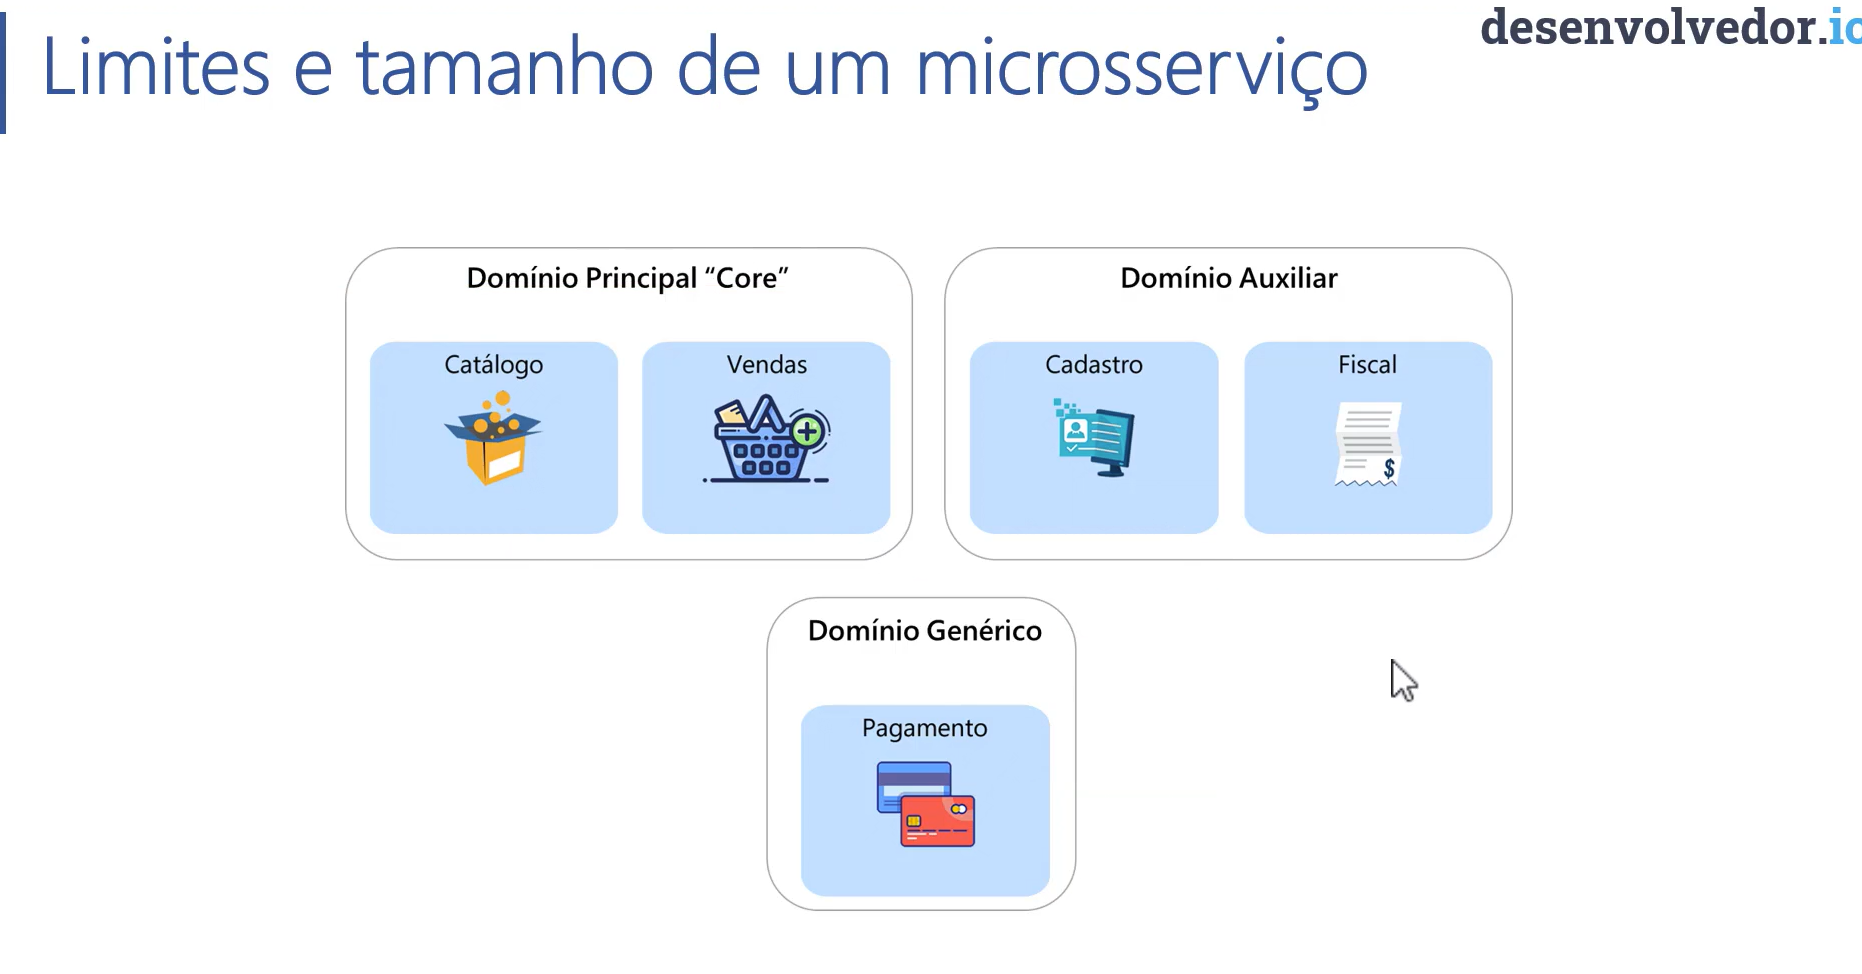 desenvolvedor.io
Limites e tamanho de um microsserviço
Domínio Principal “Core”
Catálogo
Vendas
Domínio Auxiliar
Cadastro
Fiscal
$
Domínio Genérico
Pagamento